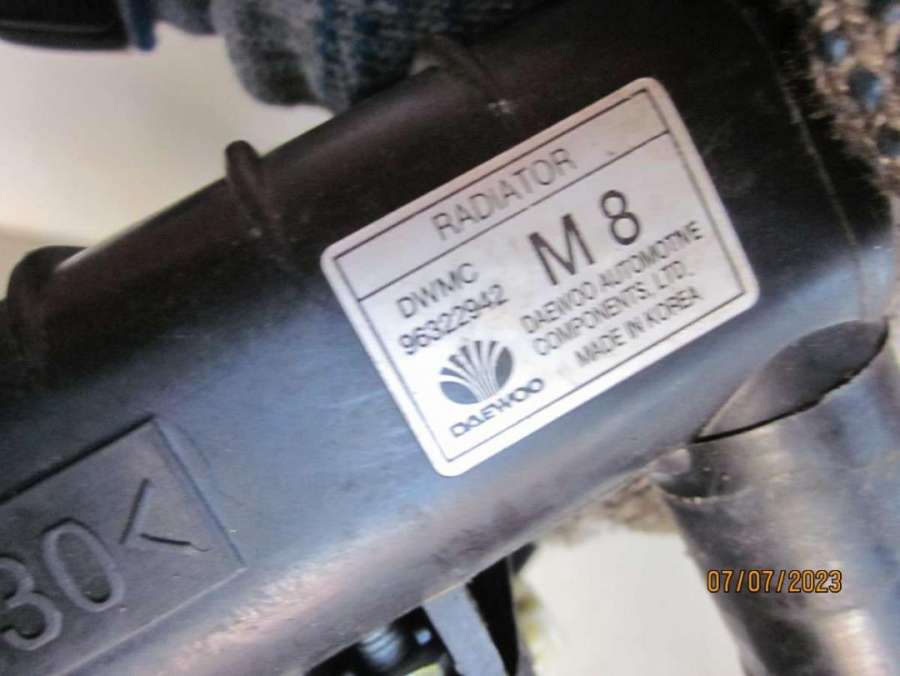 RADIATOR
DWMC
96322942
M 8
DAEWOO AUTOMOTIVE
COMPONENTS, LTD.
MADE IN KOREA
DAEWOO
30<
07/07/2023